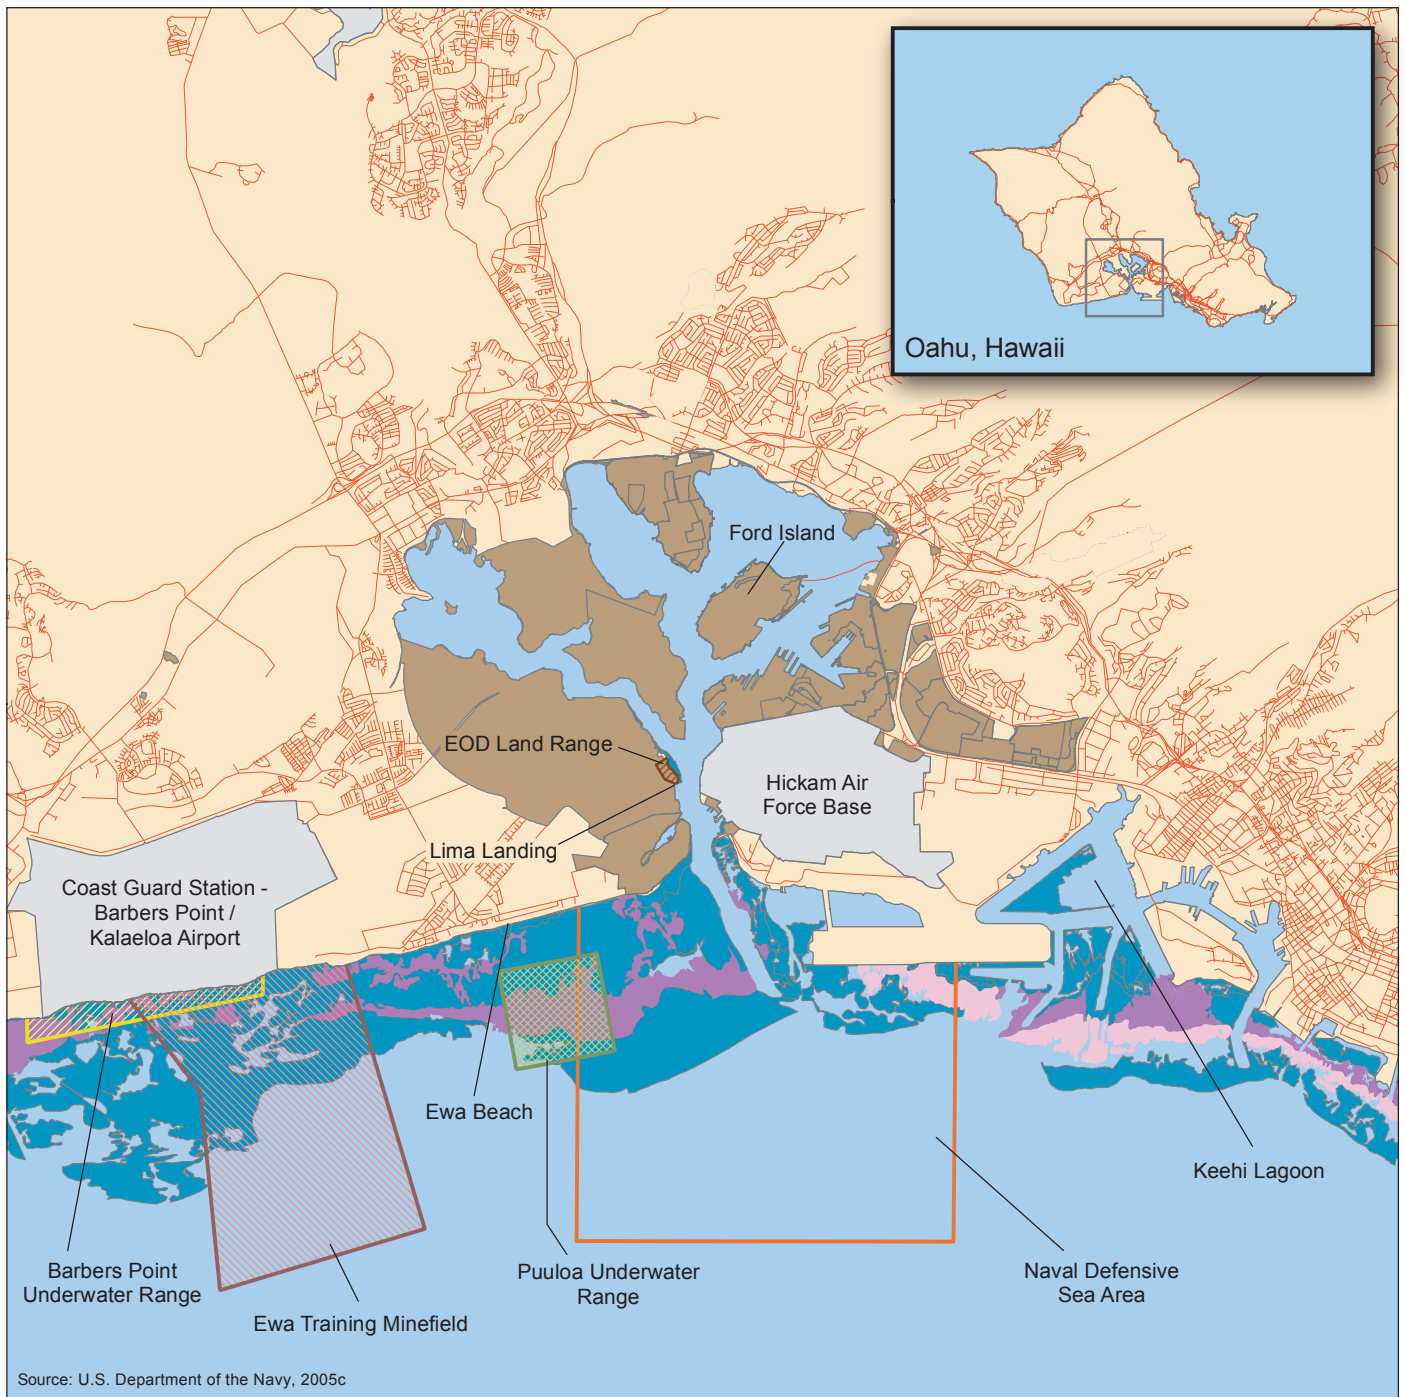 Oahu, Hawaii
Ford Island
EOD Land Range
Hickam Air
Force Base
Lima Landing
Coast Guard Station -
Barbers Point /
Kalaeloa Airport
Ewa Beach
Keehi Lagoon
Barbers Point
Underwater Range
Puuloa Underwater
Range
Naval Defensive
Sea Area
Ewa Training Minefield
Source: U.S. Department of the Navy, 2005c